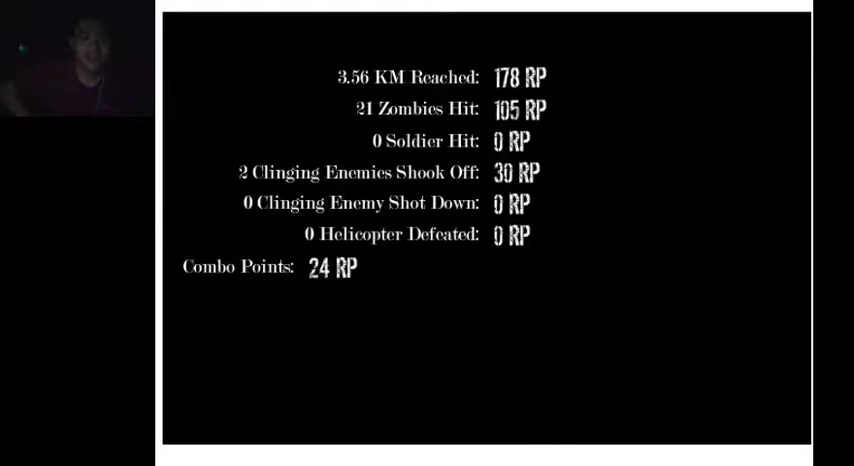 3.56 KM Reached: 178 RP
21 Zombies Hit: 105 RP
0 Soldier Hit: 0 RP
2 Clinging Enemies Shook Off: 30 RP
0 Clinging Enemy Shot Down: 0 RP
0 Helicopter Defeated: 0 RP
Combo Points: 24 RP